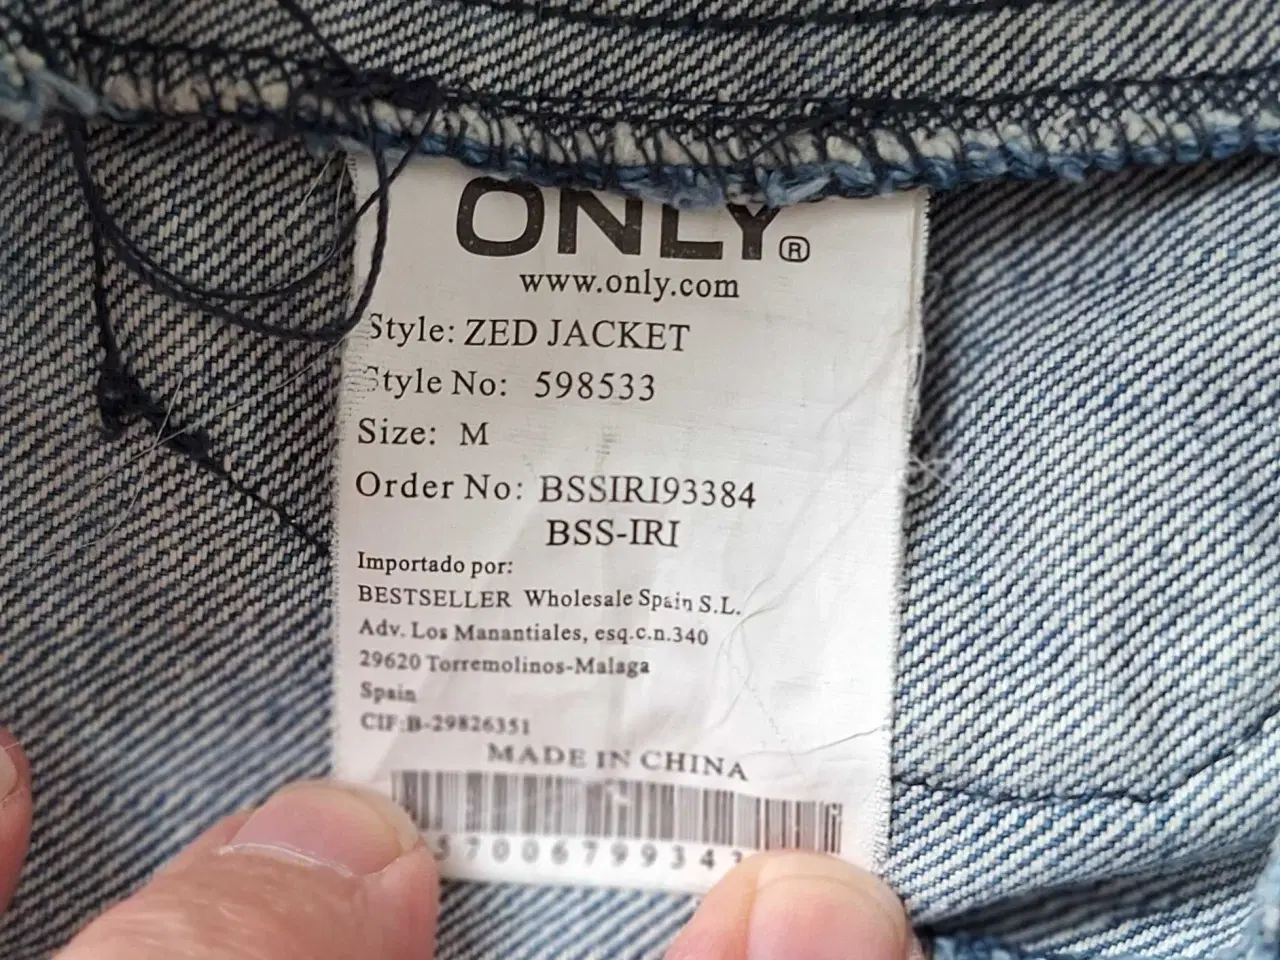 ONLY®
www.only.com
Style: ZED JACKET
Style No: 598533
Size: M
Order No: BSSIRI93384
BSS-IRI
Importado por:
BESTSELLER Wholesale Spain S.L.
Adv. Los Manantiales, esq.c.n.340
29620 Torremolinos-Malaga
Spain
CIF:B-29826351
MADE IN CHINA